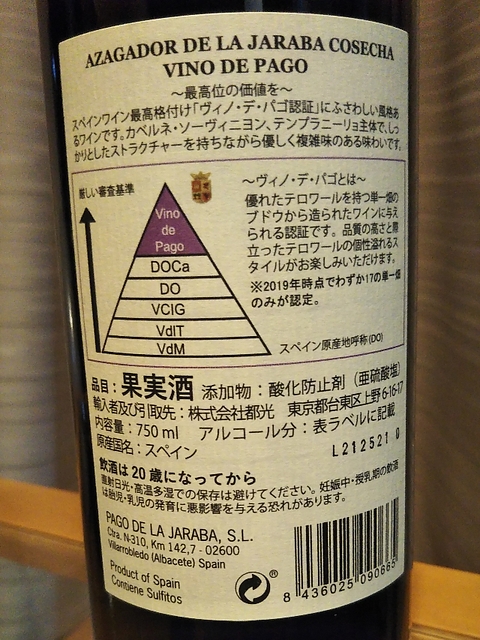 AZAGADOR DE LA JARABA COSECHA
VINO DE PAGO
～最高位の価値を～
スペインワイン最高格付け「ヴィノ・デ・パゴ認証」にふさわしい風格あ
るワインです。カベルネ・ソーヴィニヨン、テンプラニーリョ主体で、しっ
かりとしたストラクチャーを持ちながら優しく複雑味のある味わいです。
厳しい審査基準
Vino
de
Pago
DOCa
DO
VCIG
VdIT
VdM
～ヴィノ・デ・パゴとは～
優れたテロワールを持つ単一畑の
ブドウから造られたワインに与え
られる認証です。品質の高さと際
立ったテロワールの個性溢れるス
タイルがお楽しみいただけます。
※2019年時点でわずか17の単一畑
のみが認定。
スペイン原産地呼称(DO)
品目：果実酒 添加物：酸化防止剤（亜硫酸塩）
輸入者及び引取先：株式会社都光 東京都台東区上野6-16-17
内容量：750 ml アルコール分：表ラベルに記載
原産国名：スペイン
L212521 0
飲酒は20歳になってから
直射日光・高温多湿での保存は避けてください。妊娠中・授乳期の飲酒
は胎児・乳児の発育に悪影響を与える恐れがあります。
PAGO DE LA JARABA, S.L.
Ctra. N-310, Km 142,7 - 02600
Villarrobledo (Albacete) Spain
Product of Spain
Contiene Sulfitos
®
8 436025 090665